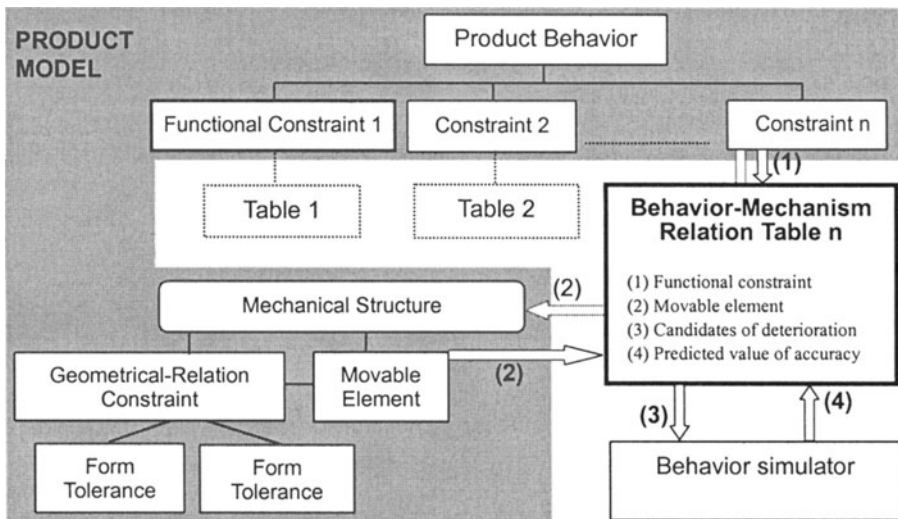 PRODUCT
MODEL
Product Behavior
Functional Constraint 1
Constraint 2
Constraint n
(1)
Table 1
Table 2
Behavior-Mechanism
Relation Table n
(1) Functional constraint
(2) Movable element
(3) Candidates of deterioration
(4) Predicted value of accuracy
(2)
Mechanical Structure
Geometrical-Relation
Constraint
Movable
Element
(2)
(3)
(4)
Form
Tolerance
Form
Tolerance
Behavior simulator